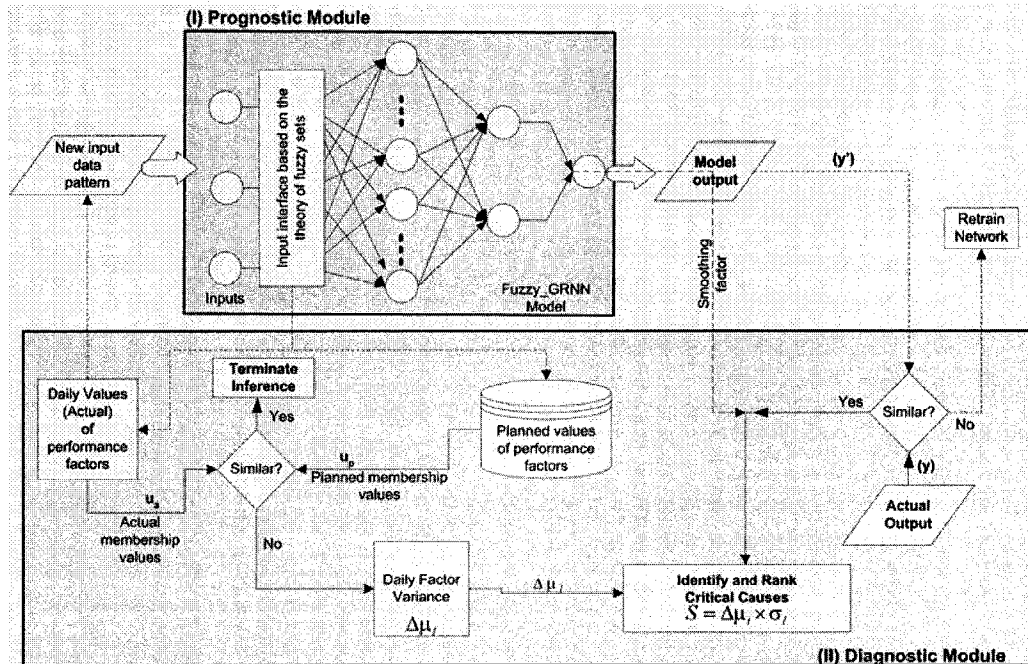 (I) Prognostic Module
New input
data
pattern
Input interface based on the
theory of fuzzy sets
Inputs
Fuzzy_GRNN
Model
Model
output
(y')
Smoothing
factor
Retrain
Network
Daily Values
(Actual) of
performance
factors
Terminate
Inference
Yes
Similar?
No
u_a
Actual
membership
values
u_p
Planned membership
values
Planned values
of performance
factors
Yes
Similar?
No
(y)
Actual
Output
Daily Factor
Variance
Δμ_i
Δ μ_i
Identify and Rank
Critical Causes
S = Δμ_i × σ_i
(II) Diagnostic Module